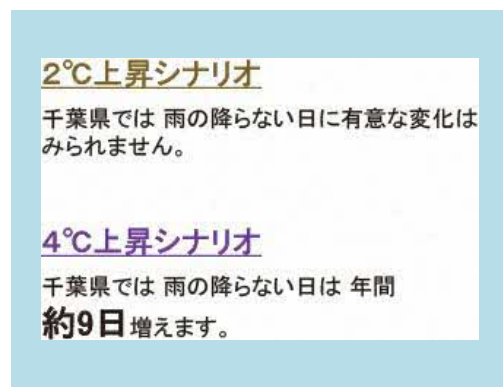 2℃上昇シナリオ
千葉県では 雨の降らない日に有意な変化は
みられません。
4℃上昇シナリオ
千葉県では 雨の降らない日は 年間
約9日増えます。